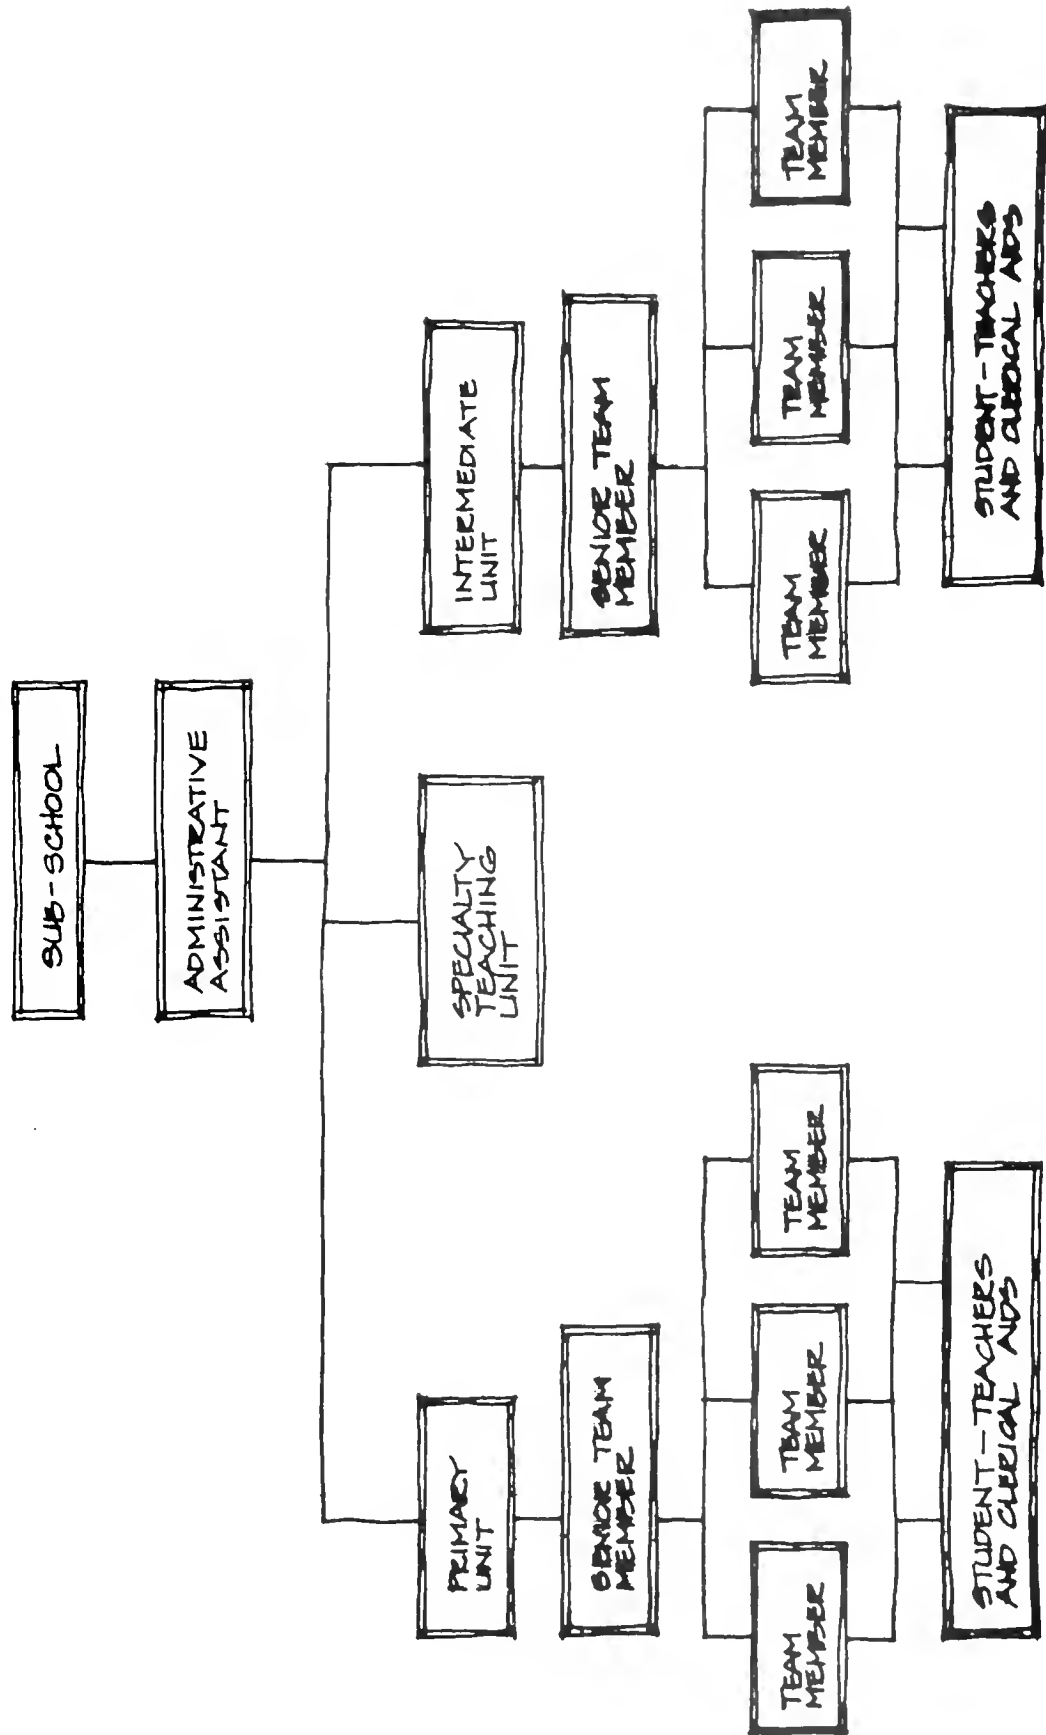 SUB-SCHOOL
ADMINISTRATIVE
ASSISTANT
PRIMARY
UNIT
SPECIALTY
TEACHING
UNIT
INTERMEDIATE
UNIT
SENIOR TEAM
MEMBER
SENIOR TEAM
MEMBER
TEAM
MEMBER
TEAM
MEMBER
TEAM
MEMBER
TEAM
MEMBER
TEAM
MEMBER
TEAM
MEMBER
STUDENT-TEACHERS
AND CLERICAL AIDS
STUDENT-TEACHERS
AND CLERICAL AIDS